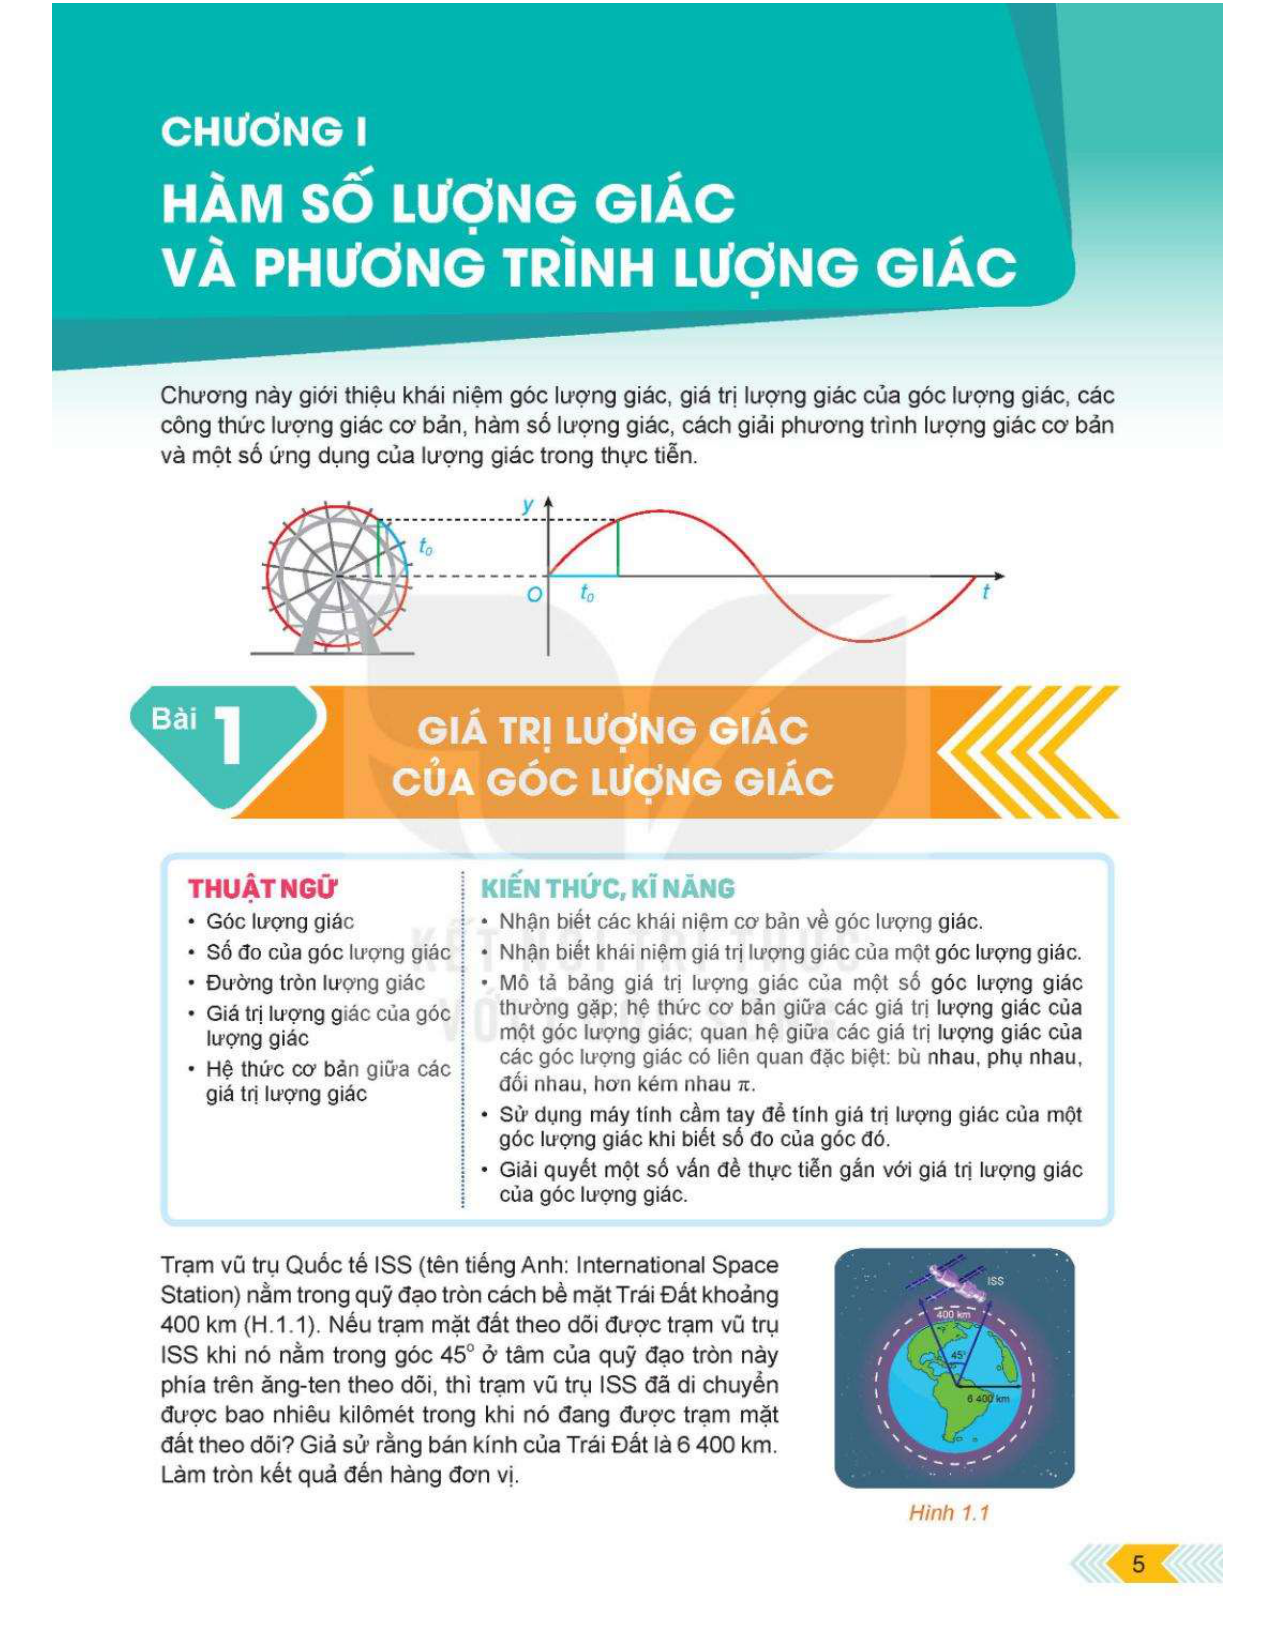 CHƯƠNG I
HÀM SỐ LƯỢNG GIÁC
VÀ PHƯƠNG TRÌNH LƯỢNG GIÁC
Chương này giới thiệu khái niệm góc lượng giác, giá trị lượng giác của góc lượng giác, các
công thức lượng giác cơ bản, hàm số lượng giác, cách giải phương trình lượng giác cơ bản
và một số ứng dụng của lượng giác trong thực tiễn.
y
t₀
O
t₀
t
Bài 1
GIÁ TRỊ LƯỢNG GIÁC
CỦA GÓC LƯỢNG GIÁC
THUẬT NGỮ
• Góc lượng giác
• Số đo của góc lượng giác
• Đường tròn lượng giác
• Giá trị lượng giác của góc
lượng giác
• Hệ thức cơ bản giữa các
giá trị lượng giác
KIẾN THỨC, KĨ NĂNG
• Nhận biết các khái niệm cơ bản về góc lượng giác.
• Nhận biết khái niệm giá trị lượng giác của một góc lượng giác.
• Mô tả bảng giá trị lượng giác của một số góc lượng giác
thường gặp; hệ thức cơ bản giữa các giá trị lượng giác của
một góc lượng giác; quan hệ giữa các giá trị lượng giác của
các góc lượng giác có liên quan đặc biệt: bù nhau, phụ nhau,
đối nhau, hơn kém nhau π.
• Sử dụng máy tính cầm tay để tính giá trị lượng giác của một
góc lượng giác khi biết số đo của góc đó.
• Giải quyết một số vấn đề thực tiễn gắn với giá trị lượng giác
của góc lượng giác.
KẾT NỐI TRI THỨC
VỚI CUỘC SỐNG
Trạm vũ trụ Quốc tế ISS (tên tiếng Anh: International Space
Station) nằm trong quỹ đạo tròn cách bề mặt Trái Đất khoảng
400 km (H.1.1). Nếu trạm mặt đất theo dõi được trạm vũ trụ
ISS khi nó nằm trong góc 45° ở tâm của quỹ đạo tròn này
phía trên ăng-ten theo dõi, thì trạm vũ trụ ISS đã di chuyển
được bao nhiêu kilômét trong khi nó đang được trạm mặt
đất theo dõi? Giả sử rằng bán kính của Trái Đất là 6 400 km.
Làm tròn kết quả đến hàng đơn vị.
ISS
400 km
45°
6 400 km
Hình 1.1
5